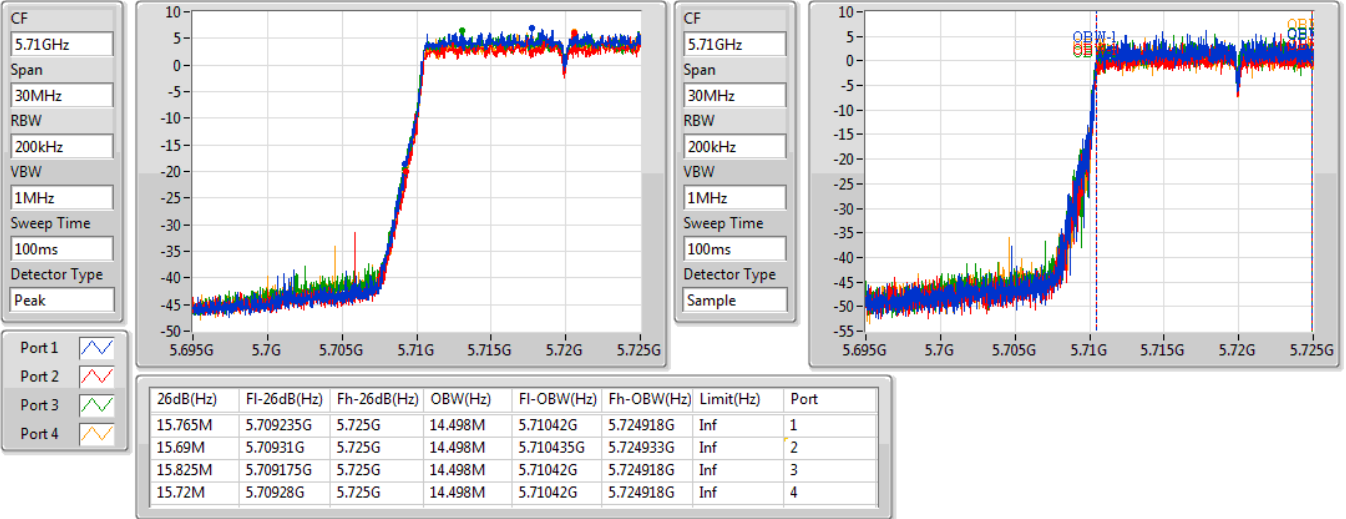 CF
5.71GHz
Span
30MHz
RBW
200kHz
VBW
1MHz
Sweep Time
100ms
Detector Type
Peak
10
5
0
-5
-10
-15
-20
-25
-30
-35
-40
-45
-50
5.695G 5.7G 5.705G 5.71G 5.715G 5.72G 5.725G
CF
5.71GHz
Span
30MHz
RBW
200kHz
VBW
1MHz
Sweep Time
100ms
Detector Type
Sample
10
5
0
-5
-10
-15
-20
-25
-30
-35
-40
-45
-50
-55
OBW-1
5.695G 5.7G 5.705G 5.71G 5.715G 5.72G 5.725G
Port 1
Port 2
Port 3
Port 4
26dB(Hz) Fl-26dB(Hz) Fh-26dB(Hz) OBW(Hz) Fl-OBW(Hz) Fh-OBW(Hz) Limit(Hz) Port
15.765M 5.709235G 5.725G 14.498M 5.71042G 5.724918G Inf 1
15.69M 5.70931G 5.725G 14.498M 5.710435G 5.724933G Inf 2
15.825M 5.709175G 5.725G 14.498M 5.71042G 5.724918G Inf 3
15.72M 5.70928G 5.725G 14.498M 5.71042G 5.724918G Inf 4